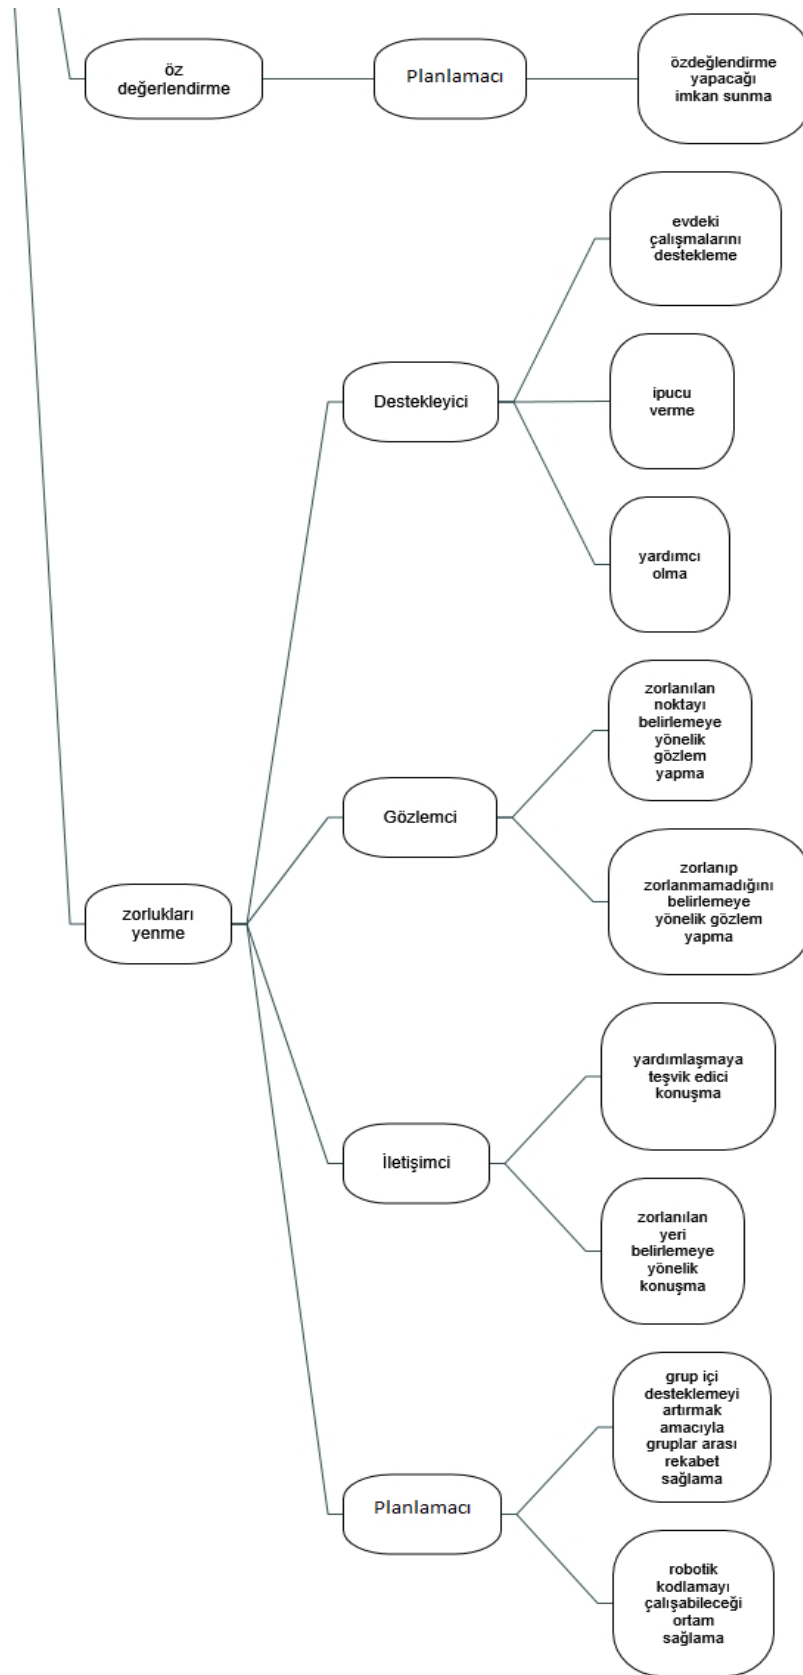 öz
değerlendirme
Planlamacı
özdeğlendirme
yapacağı
imkan sunma
evdeki
çalışmalarını
destekleme
Destekleyici
ipucu
verme
yardımcı
olma
zorlanılan
noktayı
belirlemeye
yönelik
gözlem
yapma
Gözlemci
zorlanıp
zorlanmamadığını
belirlemeye
yönelik gözlem
yapma
zorlukları
yenme
yardımlaşmaya
teşvik edici
konuşma
İletişimci
zorlanılan
yeri
belirlemeye
yönelik
konuşma
grup içi
desteklemeyi
artırmak
amacıyla
gruplar arası
rekabet
sağlama
Planlamacı
robotik
kodlamayı
çalışabileceği
ortam
sağlama